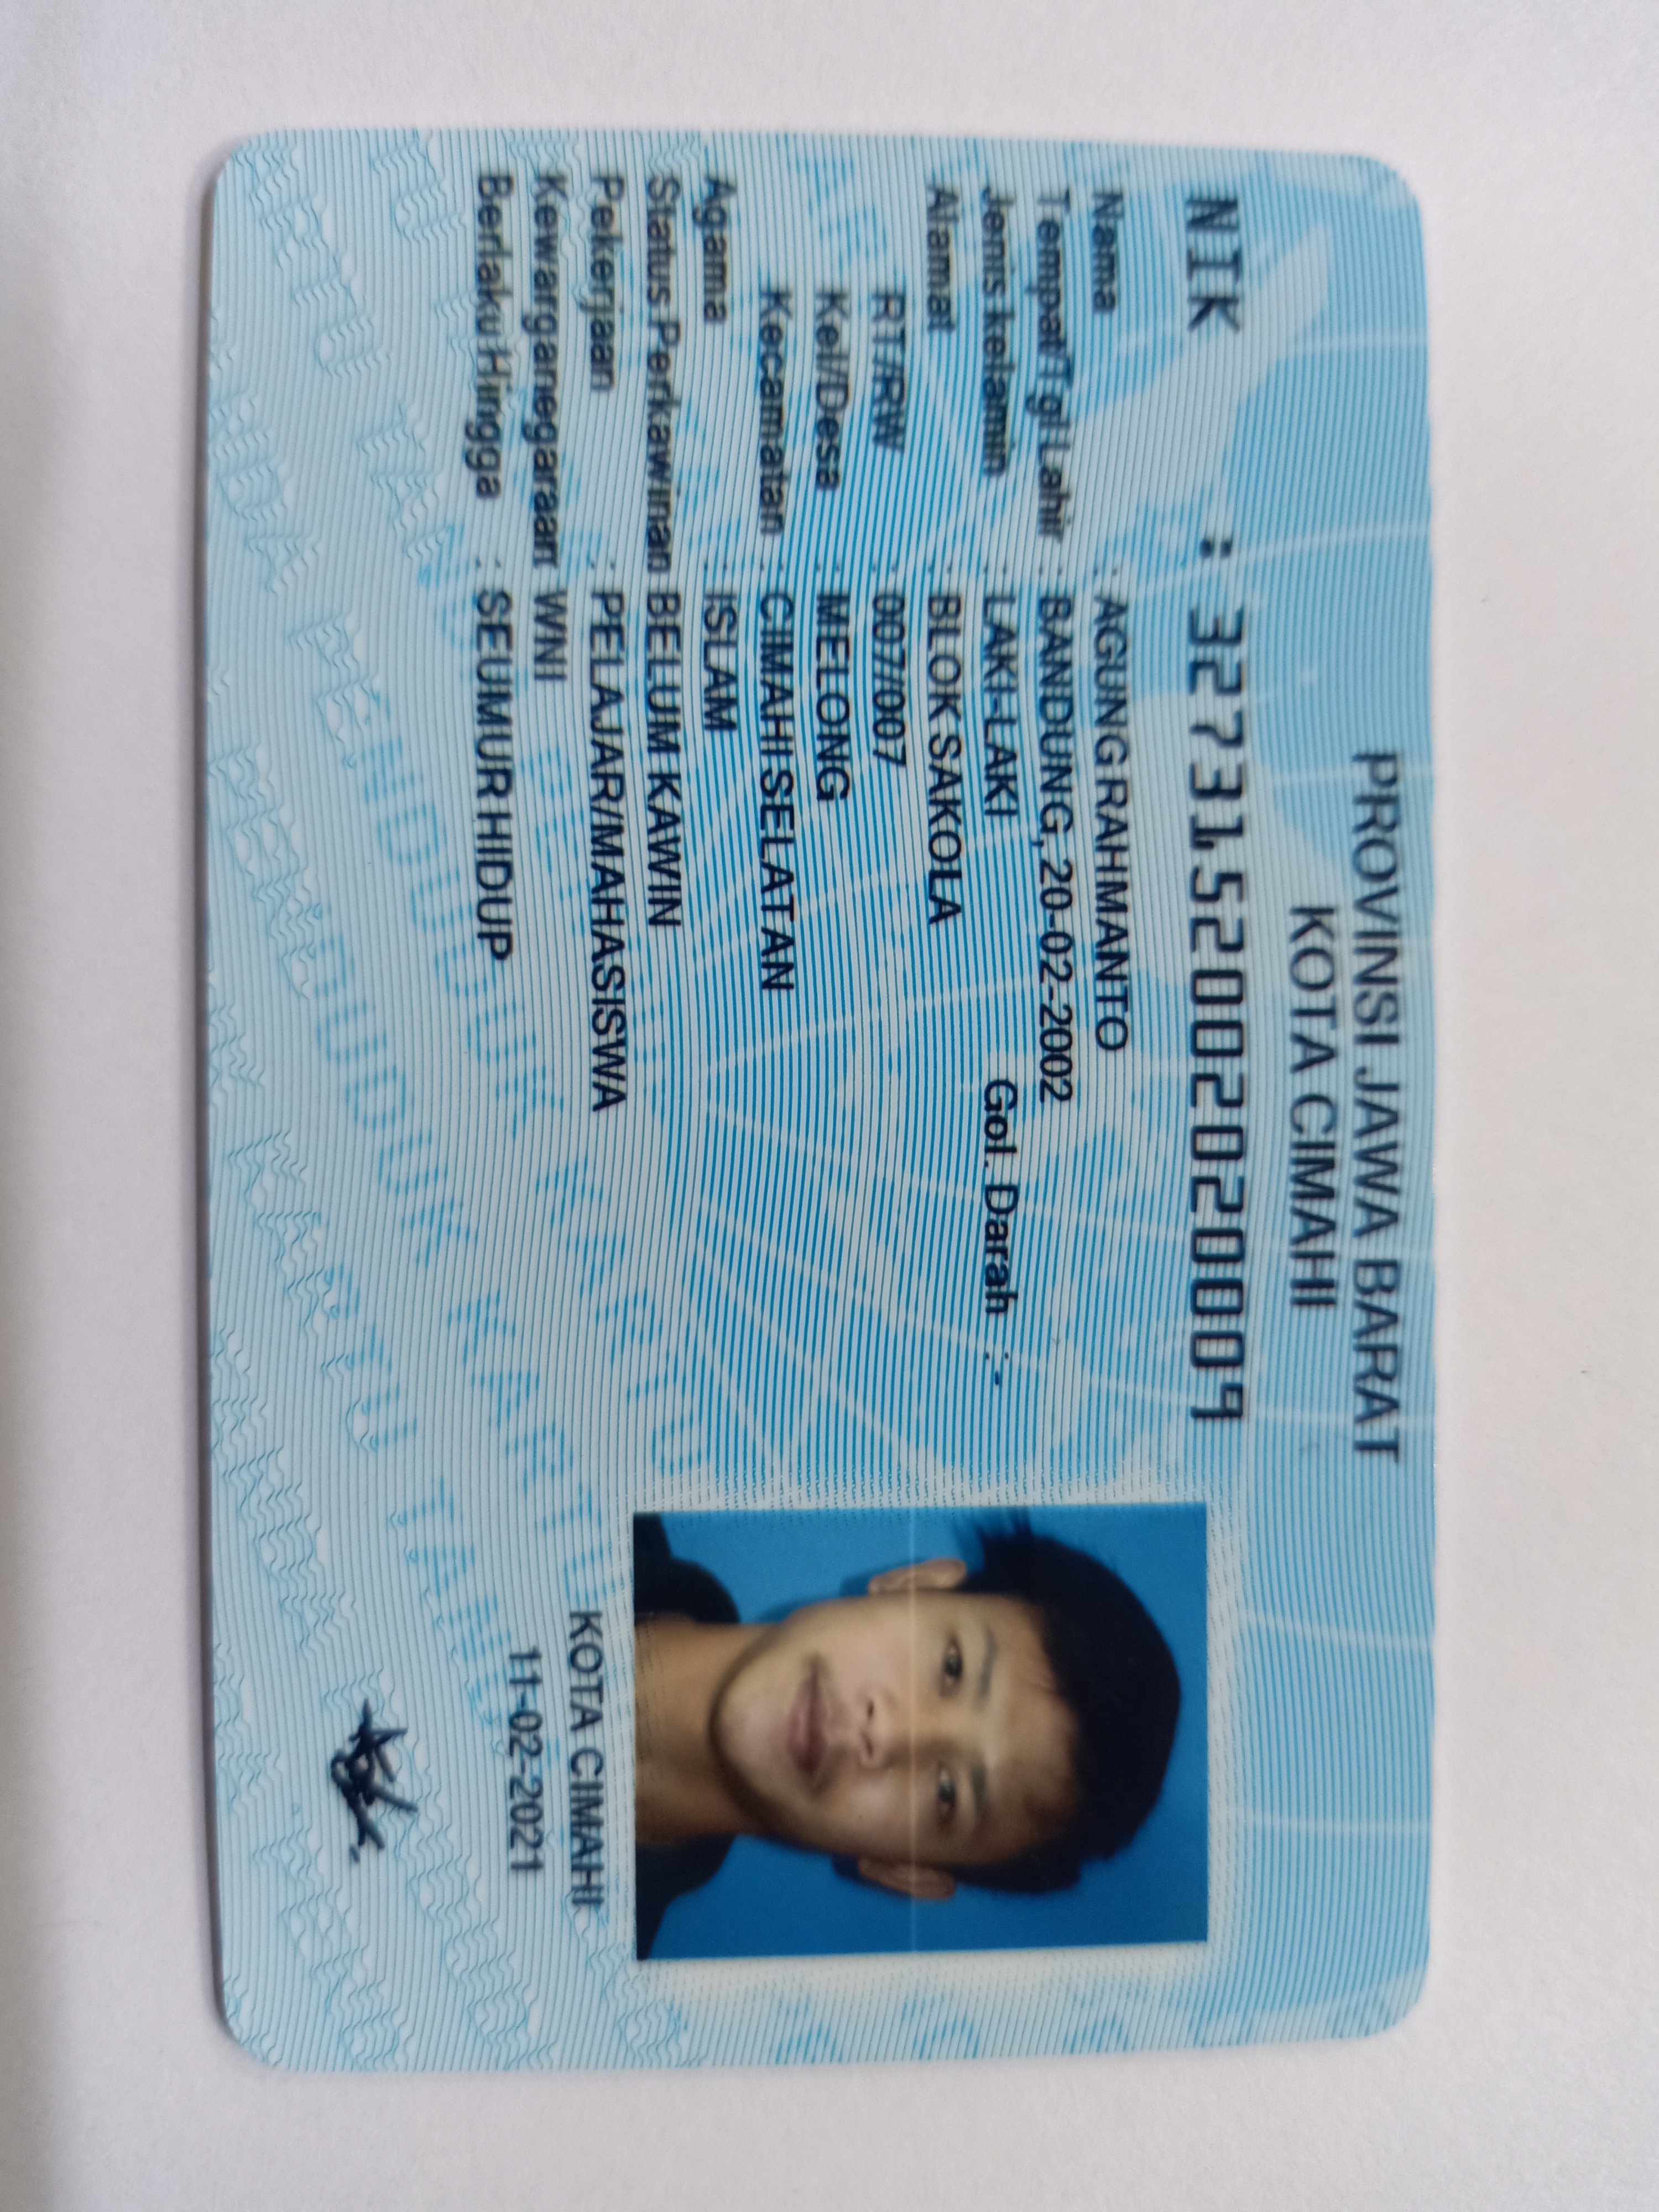 PROVINSI JAWA BARAT
KOTA CIMAHI
NIK : 3273152002020009
Nama : AGUNG RAHMANTO
Tempat/Tgl Lahir : BANDUNG, 20-02-2002
Jenis kelamin : LAKI-LAKI Gol. Darah : -
Alamat : BLOK SAKOLA
RT/RW : 007/007
Kel/Desa : MELONG
Kecamatan : CIMAHI SELATAN
Agama : ISLAM
Status Perkawinan BELUM KAWIN
Pekerjaan : PELAJAR/MAHASISWA
Kewarganegaraan WNI
Berlaku Hingga : SEUMUR HIDUP
KOTA CIMAHI
11-02-2021